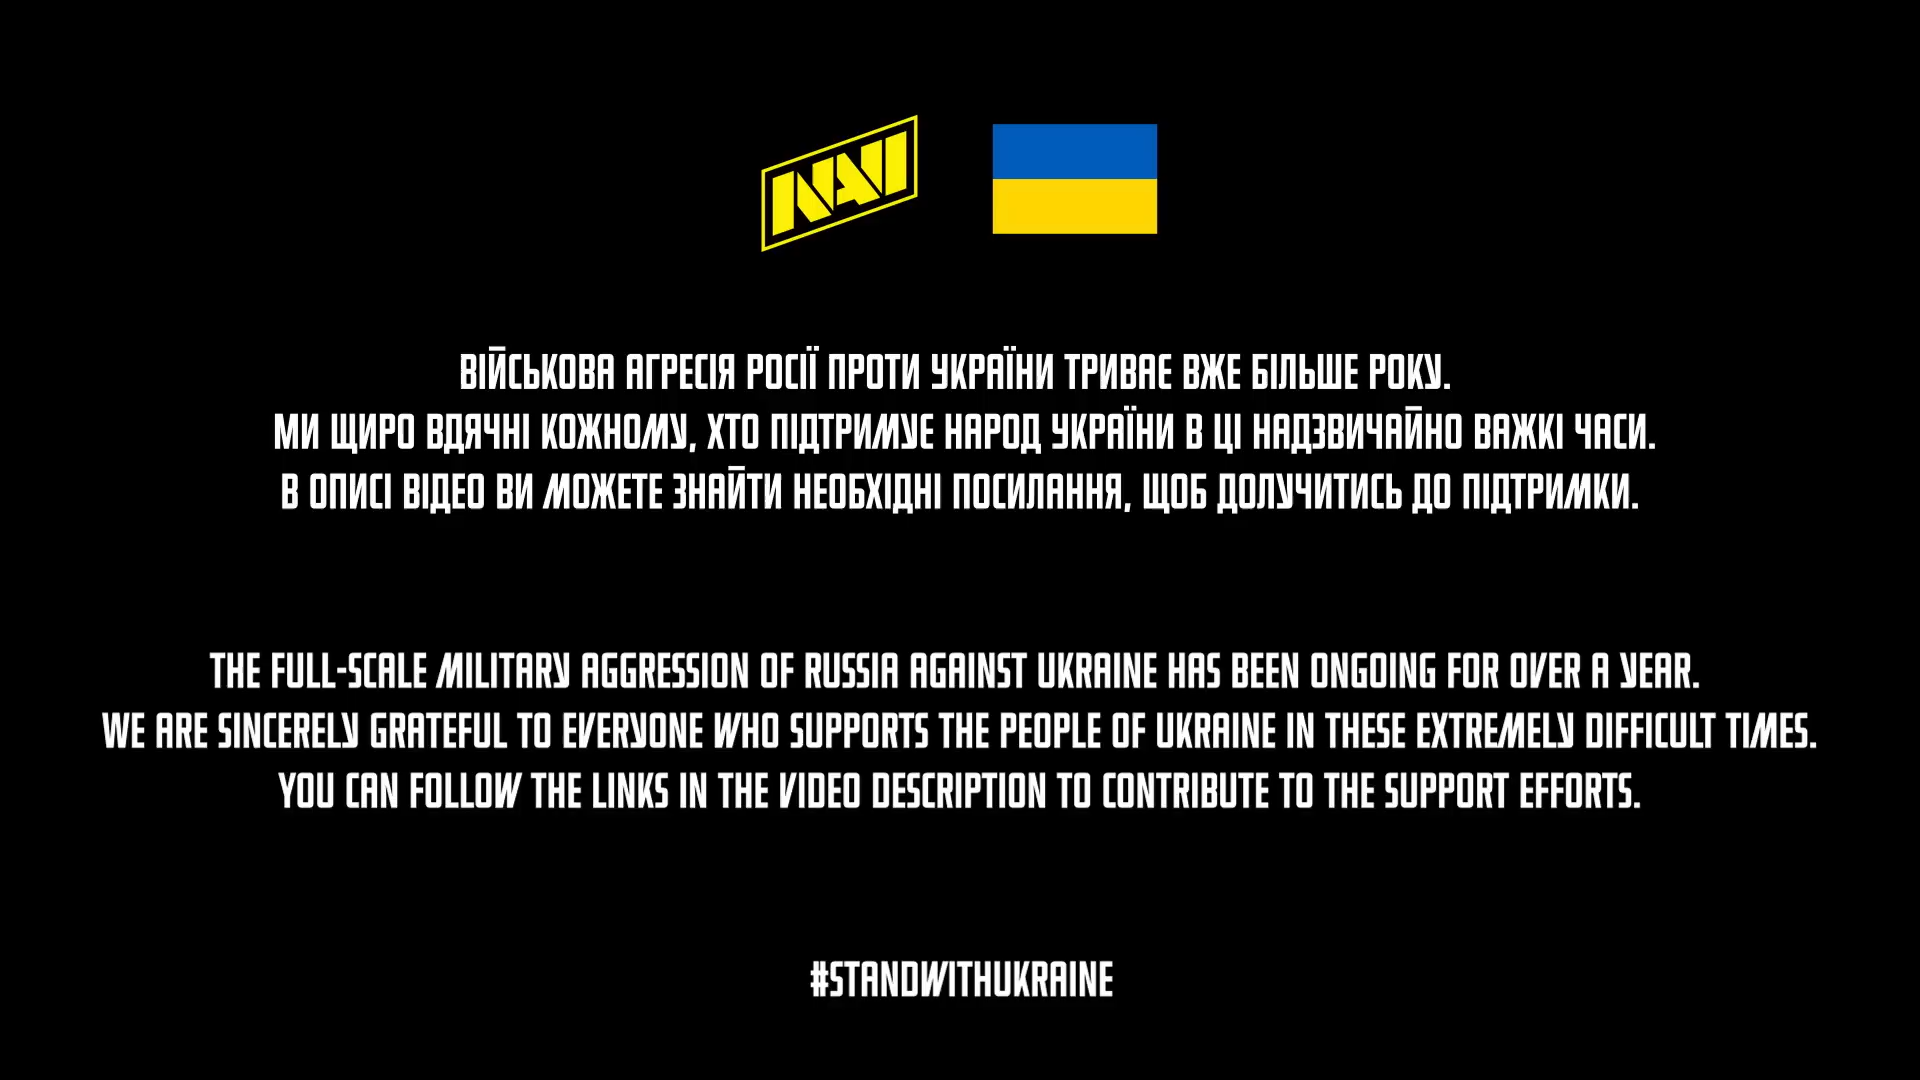 NAVI
ВІЙСЬКОВА АГРЕСІЯ РОСІЇ ПРОТИ УКРАЇНИ ТРИВАЄ ВЖЕ БІЛЬШЕ РОКУ.
МИ ЩИРО ВДЯЧНІ КОЖНОМУ, ХТО ПІДТРИМУЄ НАРОД УКРАЇНИ В ЦІ НАДЗВИЧАЙНО ВАЖКІ ЧАСИ.
В ОПИСІ ВІДЕО ВИ МОЖЕТЕ ЗНАЙТИ НЕОБХІДНІ ПОСИЛАННЯ, ЩОБ ДОЛУЧИТИСЬ ДО ПІДТРИМКИ.
THE FULL-SCALE MILITARY AGGRESSION OF RUSSIA AGAINST UKRAINE HAS BEEN ONGOING FOR OVER A YEAR.
WE ARE SINCERELY GRATEFUL TO EVERYONE WHO SUPPORTS THE PEOPLE OF UKRAINE IN THESE EXTREMELY DIFFICULT TIMES.
YOU CAN FOLLOW THE LINKS IN THE VIDEO DESCRIPTION TO CONTRIBUTE TO THE SUPPORT EFFORTS.
#STANDWITHUKRAINE